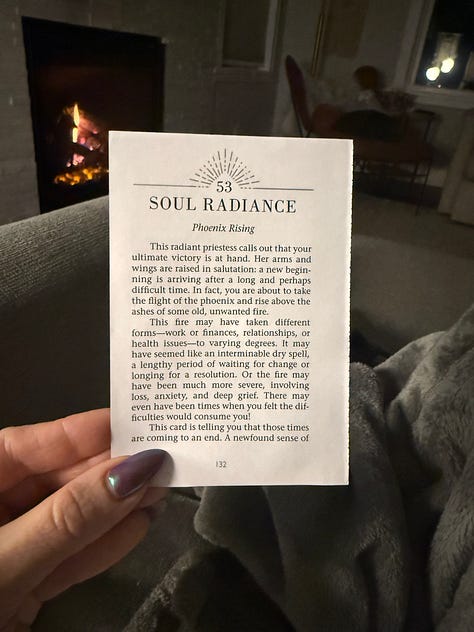 53
SOUL RADIANCE
Phoenix Rising
This radiant priestess calls out that your
ultimate victory is at hand. Her arms and
wings are raised in salutation: a new begin-
ning is arriving after a long and perhaps
difficult time. In fact, you are about to take
the flight of the phoenix and rise above the
ashes of some old, unwanted fire.
This fire may have taken different
forms—work or finances, relationships, or
health issues—to varying degrees. It may
have seemed like an interminable dry spell,
a lengthy period of waiting for change or
longing for a resolution. Or the fire may
have been much more severe, involving
loss, anxiety, and deep grief. There may
even have been times when you felt the dif-
ficulties would consume you!
This card is telling you that those times
are coming to an end. A newfound sense of
132